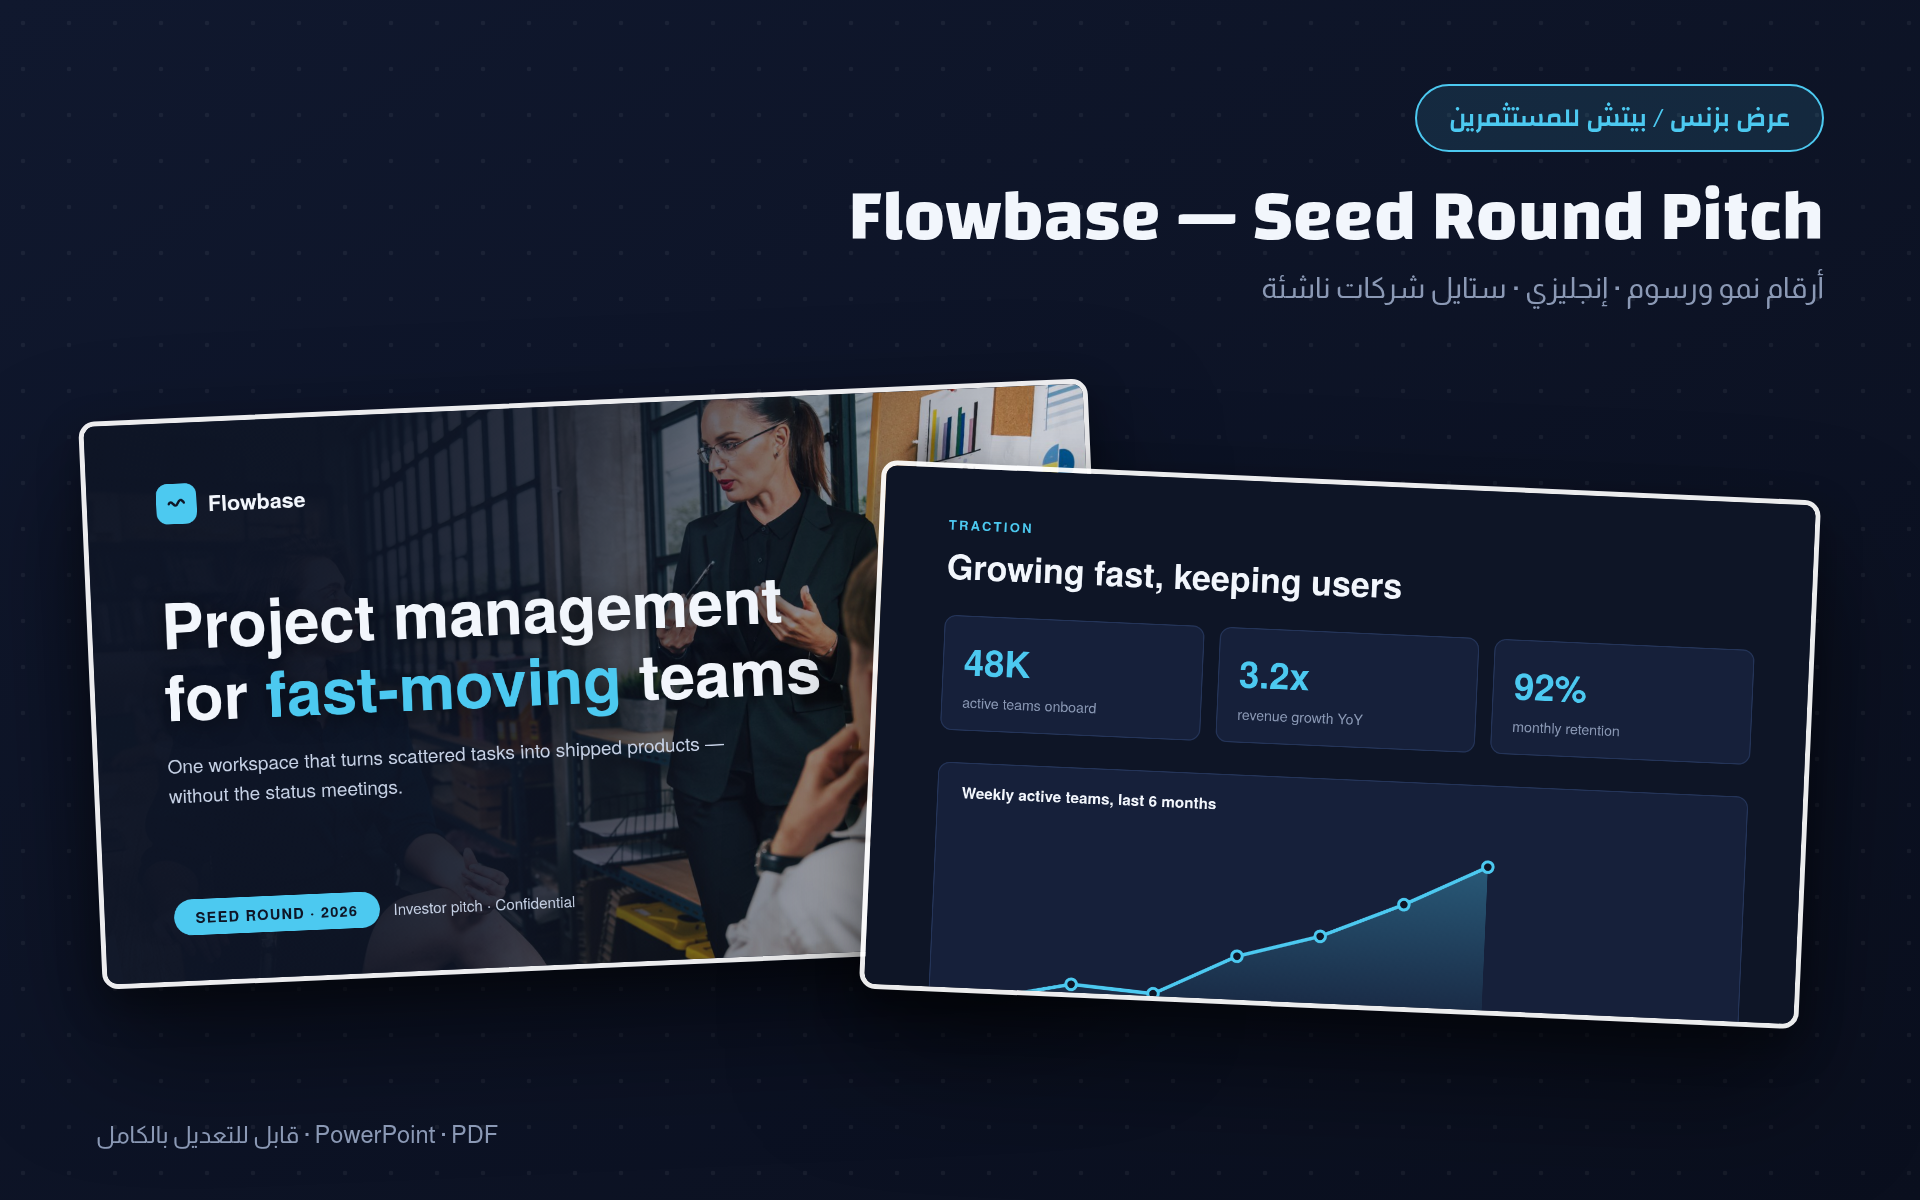 عرض بزنس / بيتش للمستثمرين
Flowbase — Seed Round Pitch
أرقام نمو ورسوم · إنجليزي · ستايل شركات ناشئة
Flowbase
Project management
for fast-moving teams
One workspace that turns scattered tasks into shipped products —
without the status meetings.
SEED ROUND · 2026
Investor pitch · Confidential
TRACTION
Growing fast, keeping users
48K
active teams onboard
3.2x
revenue growth YoY
92%
monthly retention
Weekly active teams, last 6 months
قابل للتعديل بالكامل · PowerPoint · PDF